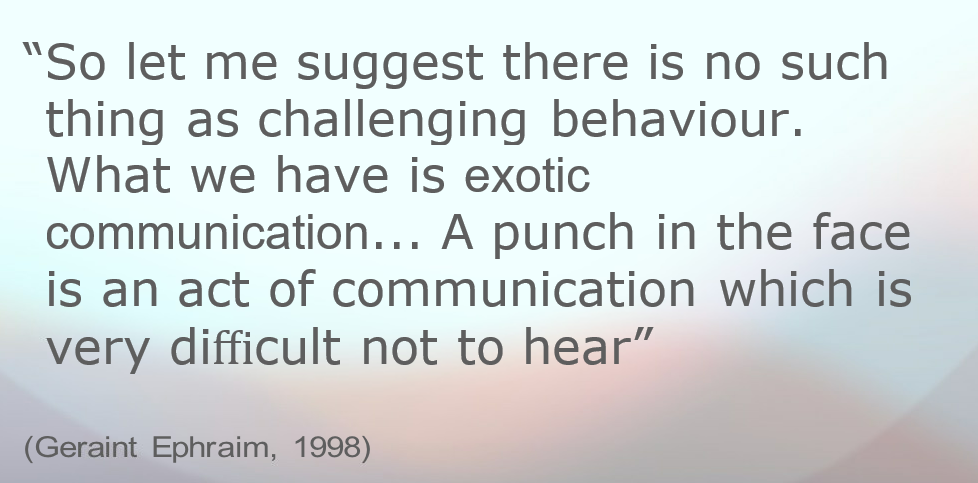 “So let me suggest there is no such
thing as challenging behaviour.
What we have is exotic
communication... A punch in the face
is an act of communication which is
very difficult not to hear”
(Geraint Ephraim, 1998)